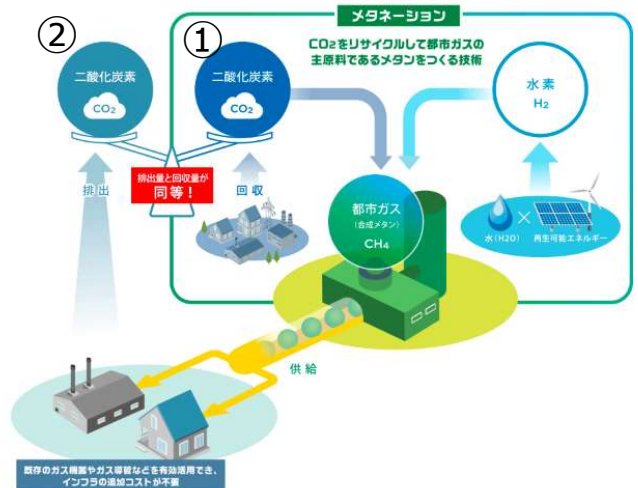 ②
①
メタネーション
CO2をリサイクルして都市ガスの
主原料であるメタンをつくる技術
二酸化炭素
CO2
二酸化炭素
CO2
水素
H2
排出量と回収量が
同等！
排出
回収
都市ガス
（合成メタン）
CH4
水(H2O)
再生可能エネルギー
供給
既存のガス機器やガス導管などを有効活用でき、
インフラの追加コストが不要